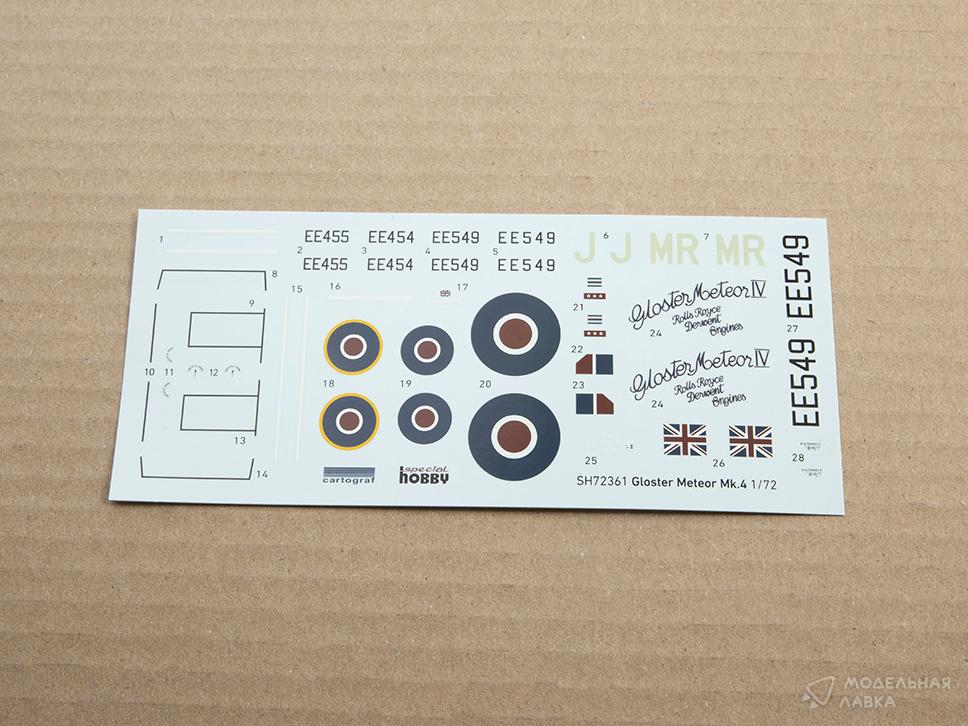 1
EE455 EE454 EE549 EE549
2 3 4 5
EE455 EE454 EE549 EE549
J J MR MR
6 7
8
9
10 11 12
13
14
15
16 17
18 19 20
21
22
23
Gloster Meteor IV
24 Rolls Royce
Derwent
Engines
Gloster Meteor IV
24 Rolls Royce
Derwent
Engines
EE549 EE549
27
25 26 28
cartograf
special
hobby
SH72361 Gloster Meteor Mk.4 1/72
МОДЕЛЬНАЯ
ЛАВКА